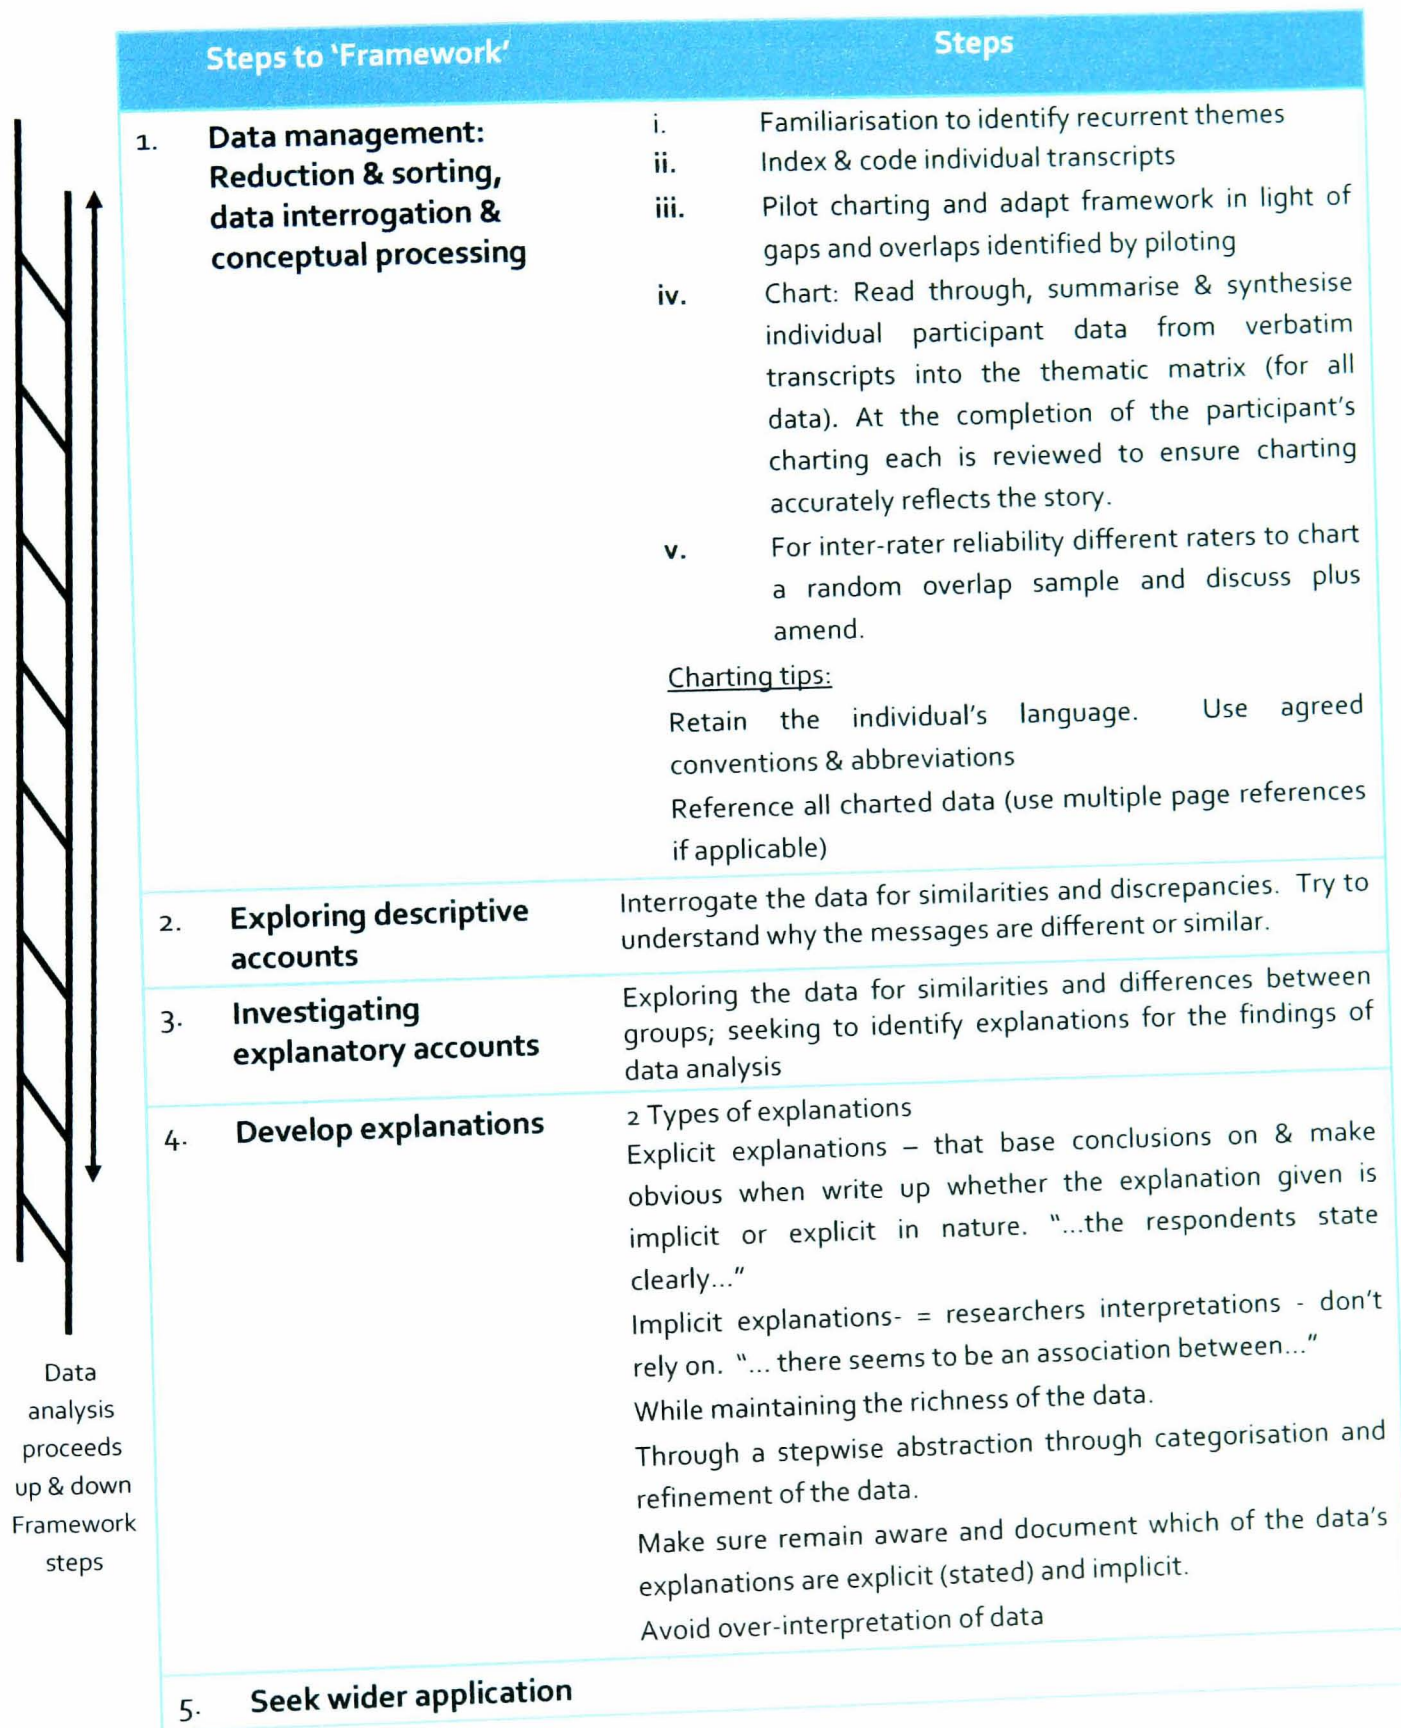 Steps to 'Framework'
Steps
1.
Data management:
Reduction & sorting,
data interrogation &
conceptual processing
i. Familiarisation to identify recurrent themes
ii. Index & code individual transcripts
iii. Pilot charting and adapt framework in light of
gaps and overlaps identified by piloting
iv. Chart: Read through, summarise & synthesise
individual participant data from verbatim
transcripts into the thematic matrix (for all
data). At the completion of the participant's
charting each is reviewed to ensure charting
accurately reflects the story.
v. For inter-rater reliability different raters to chart
a random overlap sample and discuss plus
amend.
Charting tips:
Retain the individual's language. Use agreed
conventions & abbreviations
Reference all charted data (use multiple page references
if applicable)
2.
Exploring descriptive
accounts
Interrogate the data for similarities and discrepancies. Try to
understand why the messages are different or similar.
3.
Investigating
explanatory accounts
Exploring the data for similarities and differences between
groups; seeking to identify explanations for the findings of
data analysis
4.
Develop explanations
2 Types of explanations
Explicit explanations – that base conclusions on & make
obvious when write up whether the explanation given is
implicit or explicit in nature. "...the respondents state
clearly..."
Implicit explanations- = researchers interpretations - don't
rely on. "... there seems to be an association between..."
While maintaining the richness of the data.
Through a stepwise abstraction through categorisation and
refinement of the data.
Make sure remain aware and document which of the data's
explanations are explicit (stated) and implicit.
Avoid over-interpretation of data
5.
Seek wider application
Data
analysis
proceeds
up & down
Framework
steps